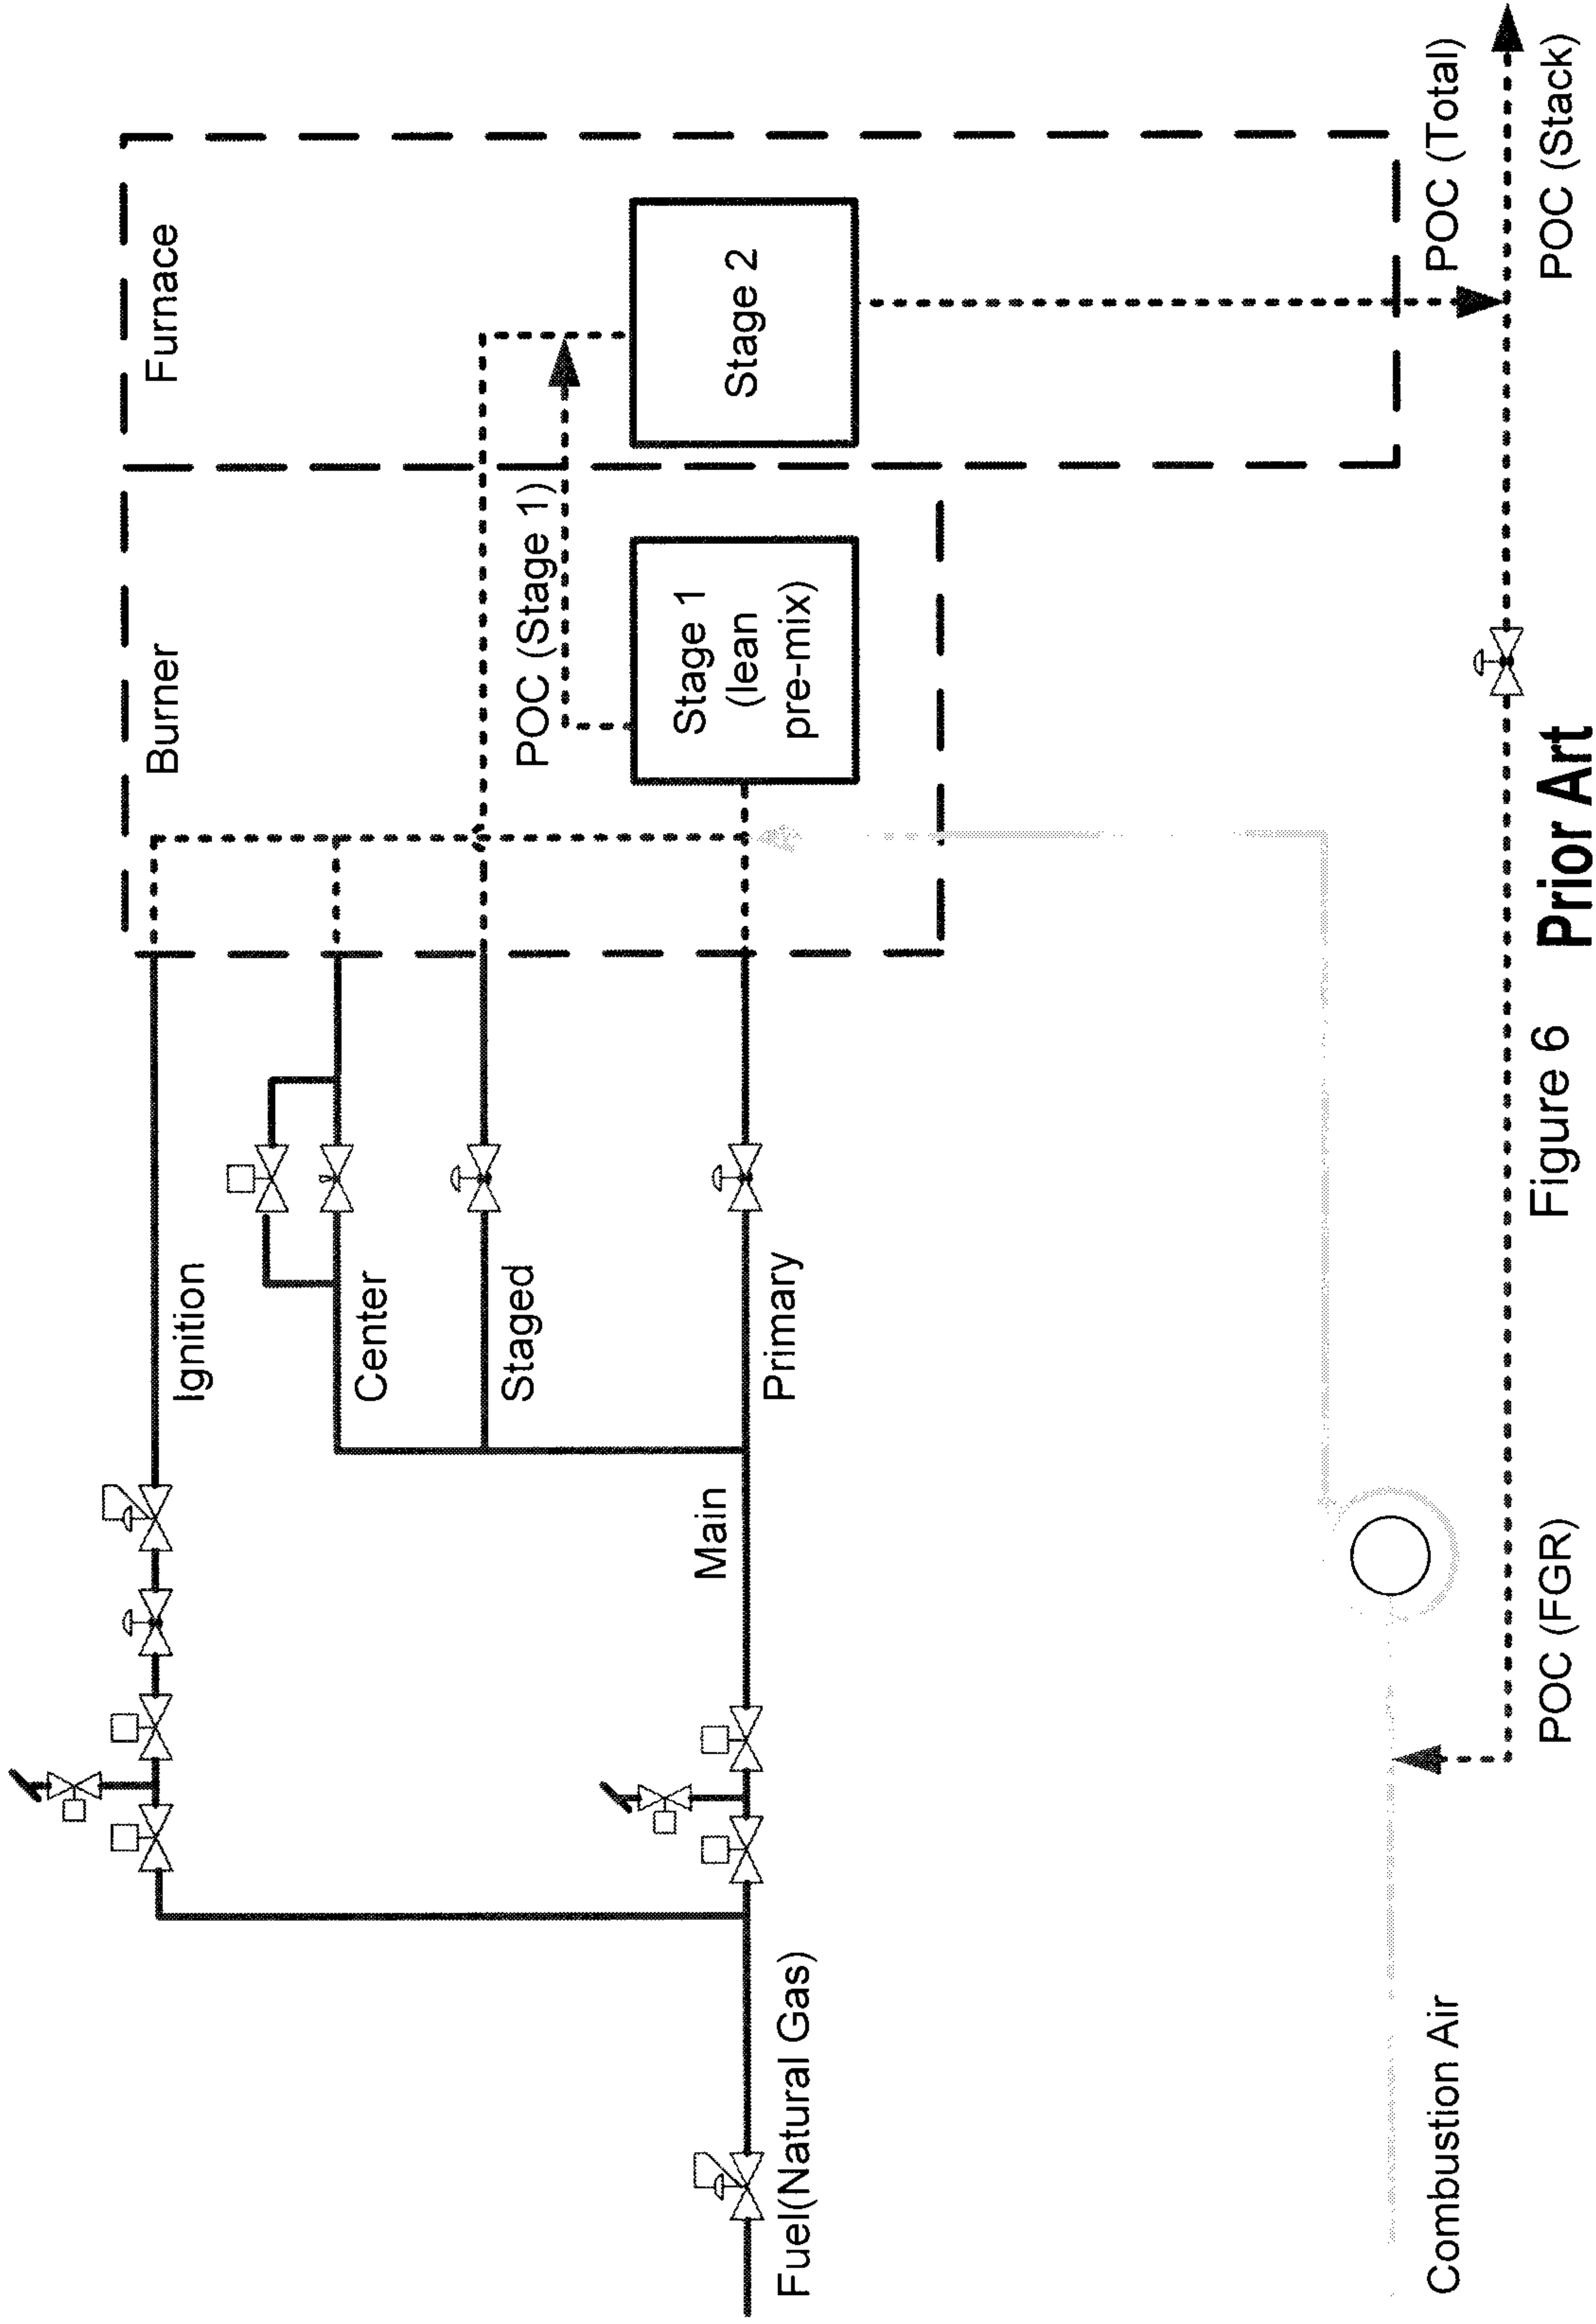 Furnace
Burner
POC (Stage 1)
Stage 1
(lean
pre-mix)
Stage 2
POC (Total)
POC (Stack)
Ignition
Center
Staged
Primary
Main
Fuel(Natural Gas)
Combustion Air
POC (FGR)
Figure 6
Prior Art